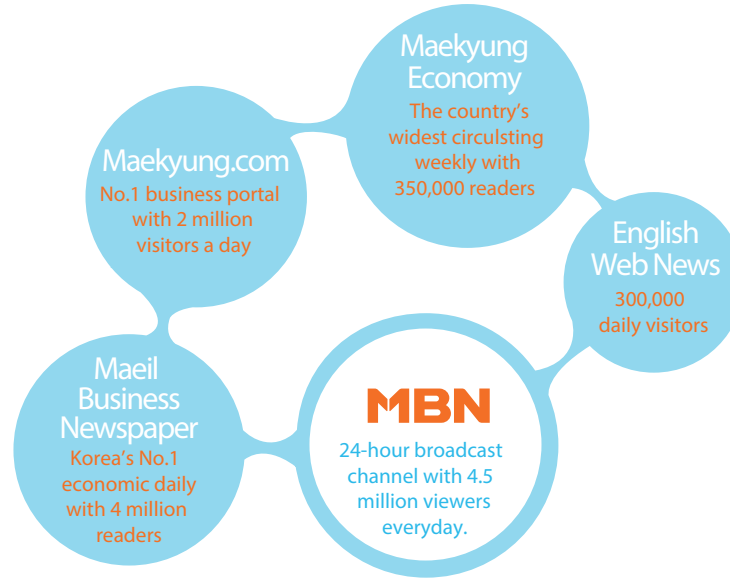 Maekyung
Economy
The country's
widest circulsting
weekly with
350,000 readers
Maekyung.com
No.1 business portal
with 2 million
visitors a day
English
Web News
300,000
daily visitors
Maeil
Business
Newspaper
Korea's No.1
economic daily
with 4 million
readers
MBN
24-hour broadcast
channel with 4.5
million viewers
everyday.